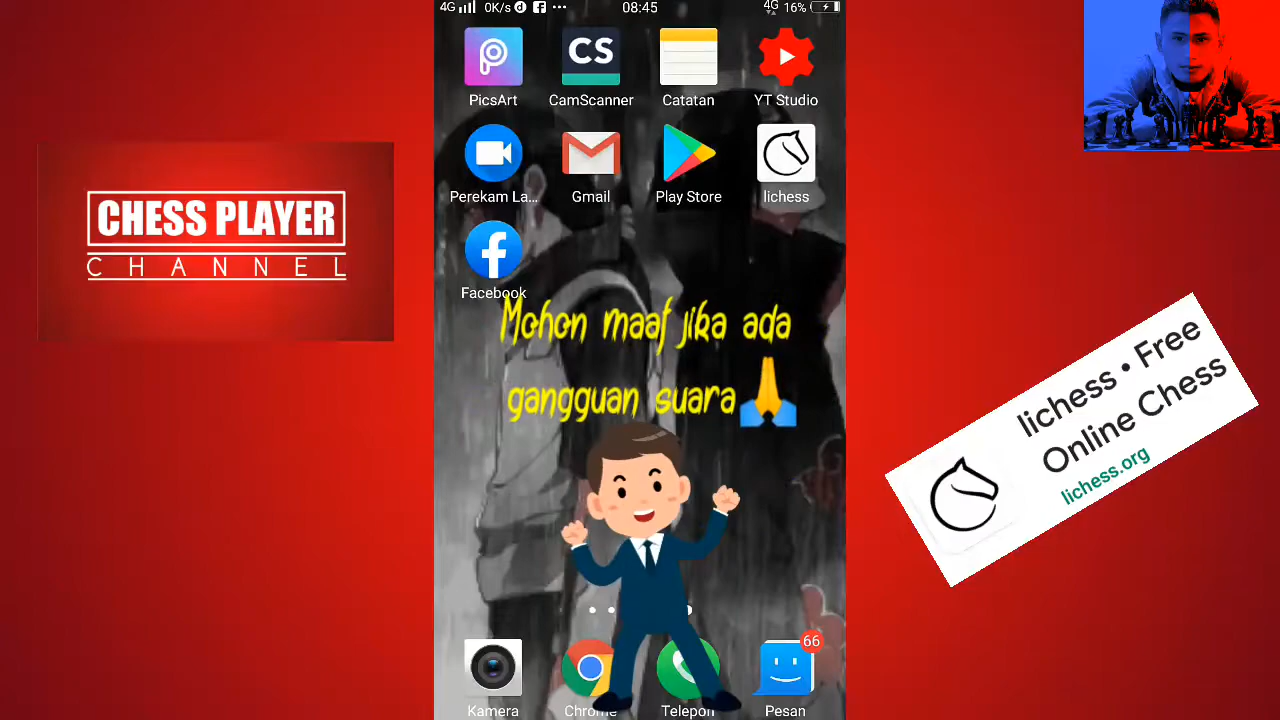 4G 0K/s 08:45 4G 16%
PicsArt
CamScanner
CS
Catatan
YT Studio
Perekam La...
Gmail
Play Store
lichess
Facebook
Mohon maaf jika ada
gangguan suara
66
Kamera
Chrome
Telepon
Pesan
CHESS PLAYER
CHANNEL
lichess • Free
Online Chess
lichess.org